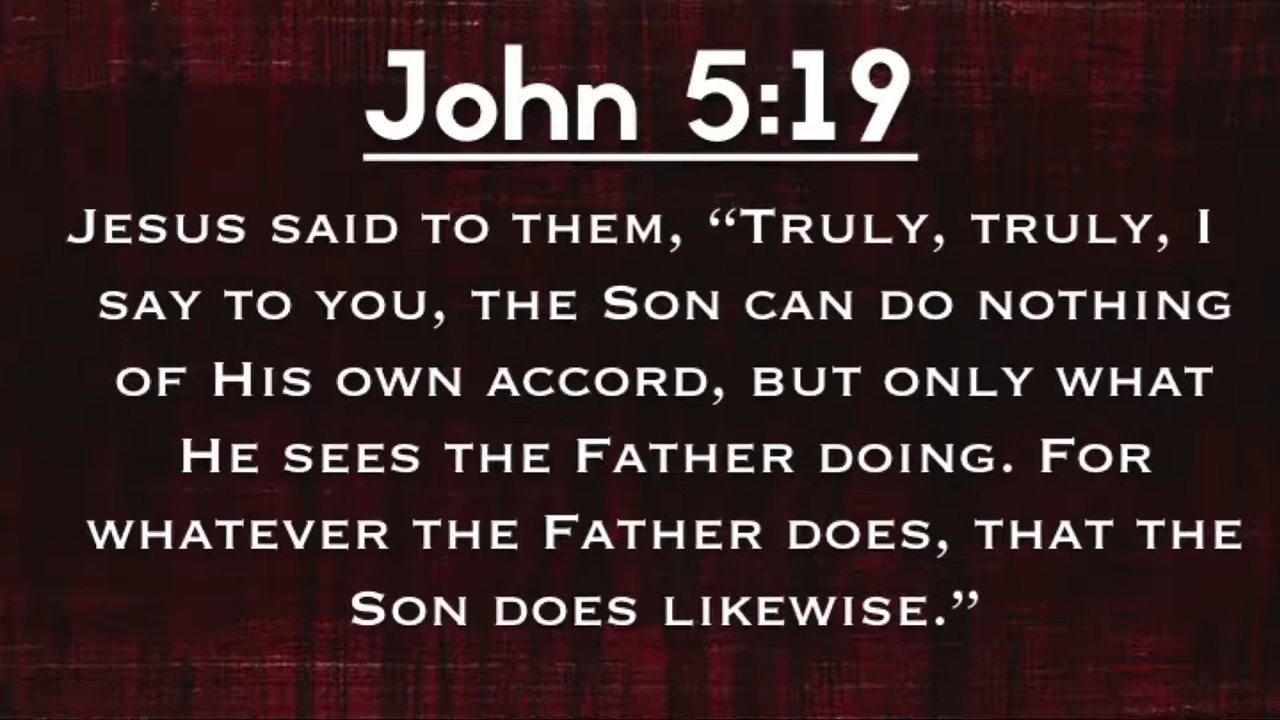 John 5:19
Jesus said to them, “Truly, truly, I
say to you, the Son can do nothing
of His own accord, but only what
He sees the Father doing. For
whatever the Father does, that the
Son does likewise.”